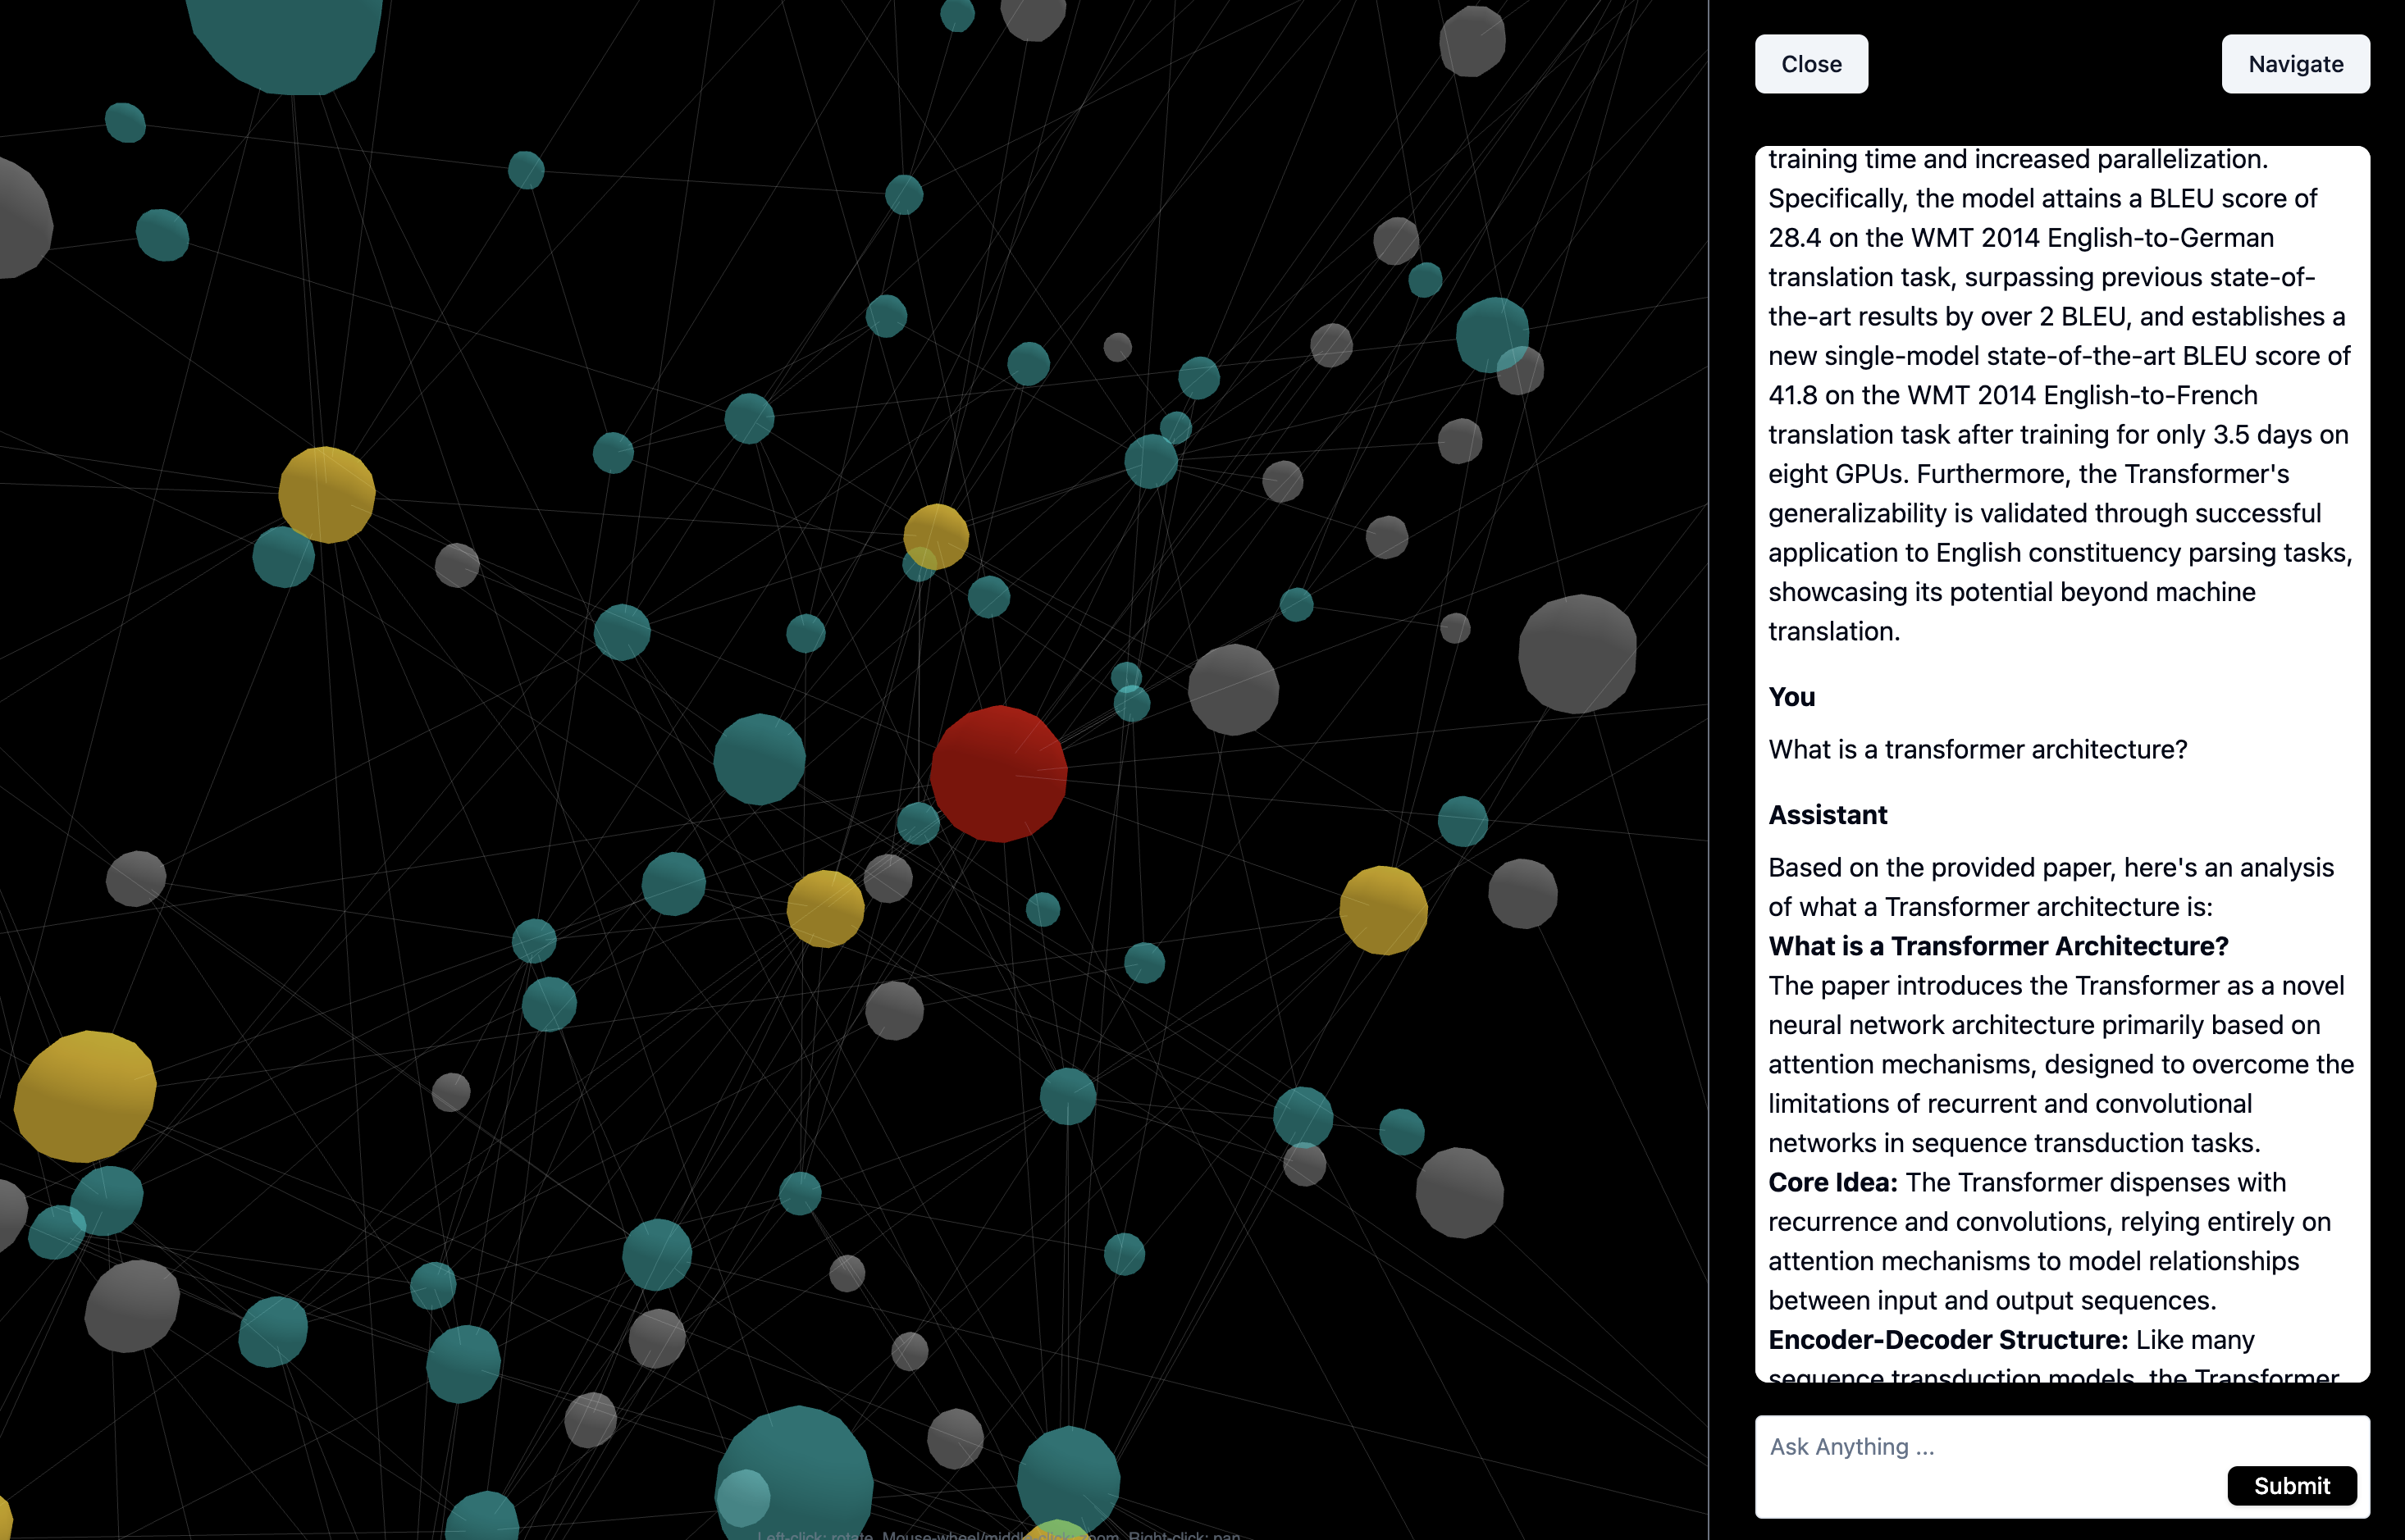 Close
Navigate
training time and increased parallelization.
Specifically, the model attains a BLEU score of
28.4 on the WMT 2014 English-to-German
translation task, surpassing previous state-of-
the-art results by over 2 BLEU, and establishes a
new single-model state-of-the-art BLEU score of
41.8 on the WMT 2014 English-to-French
translation task after training for only 3.5 days on
eight GPUs. Furthermore, the Transformer's
generalizability is validated through successful
application to English constituency parsing tasks,
showcasing its potential beyond machine
translation.
You
What is a transformer architecture?
Assistant
Based on the provided paper, here's an analysis
of what a Transformer architecture is:
What is a Transformer Architecture?
The paper introduces the Transformer as a novel
neural network architecture primarily based on
attention mechanisms, designed to overcome the
limitations of recurrent and convolutional
networks in sequence transduction tasks.
Core Idea: The Transformer dispenses with
recurrence and convolutions, relying entirely on
attention mechanisms to model relationships
between input and output sequences.
Encoder-Decoder Structure: Like many
sequence transduction models, the Transformer
Ask Anything ...
Submit
Left-click: rotate, Mouse-wheel/middle-click: zoom, Right-click: pan